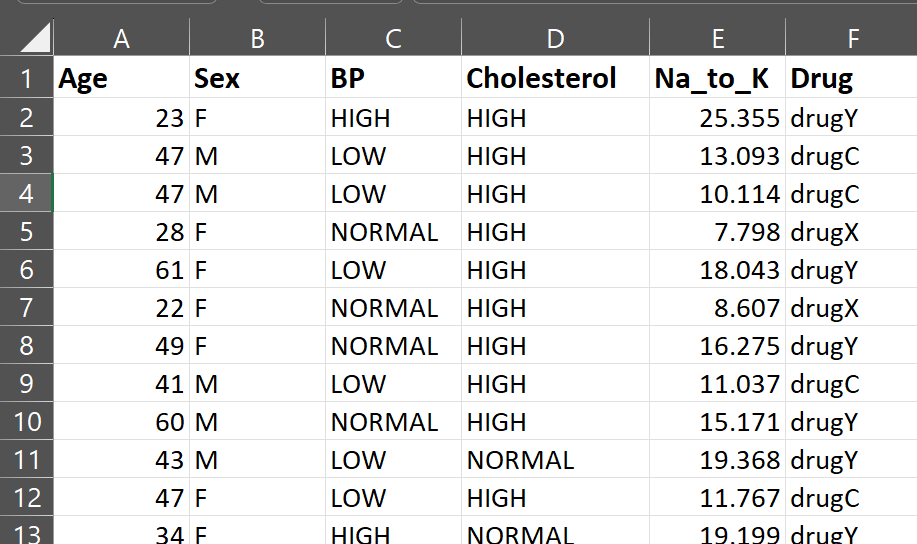 A B C D E F
1 Age Sex BP Cholesterol Na_to_K Drug
2 23 F HIGH HIGH 25.355 drugY
3 47 M LOW HIGH 13.093 drugC
4 47 M LOW HIGH 10.114 drugC
5 28 F NORMAL HIGH 7.798 drugX
6 61 F LOW HIGH 18.043 drugY
7 22 F NORMAL HIGH 8.607 drugX
8 49 F NORMAL HIGH 16.275 drugY
9 41 M LOW HIGH 11.037 drugC
10 60 M NORMAL HIGH 15.171 drugY
11 43 M LOW NORMAL 19.368 drugY
12 47 F LOW HIGH 11.767 drugC
13 34 F HIGH NORMAL 19.199 drugY